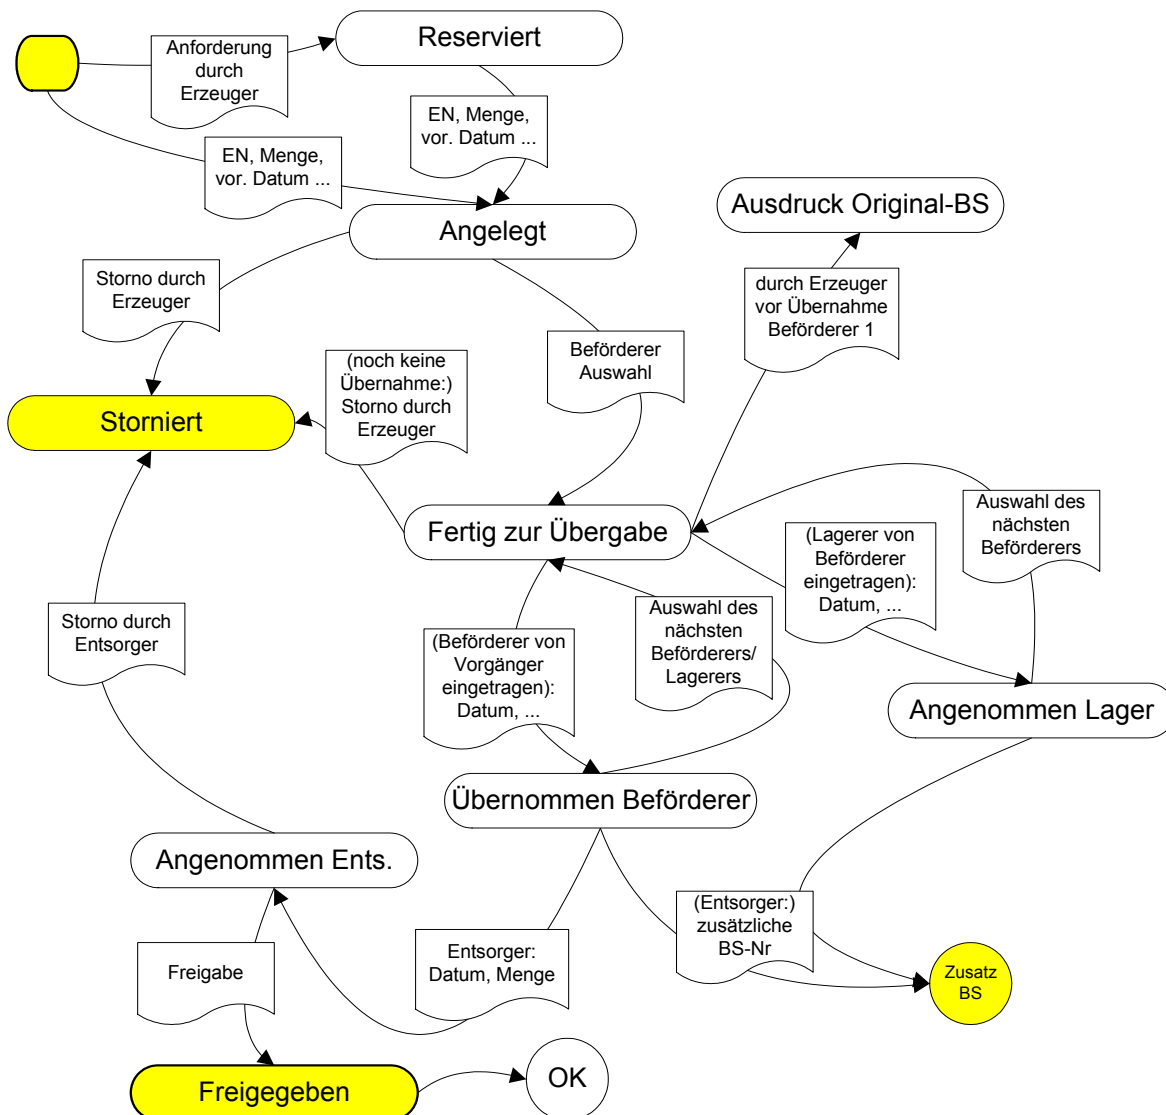 Reserviert
Anforderung
durch
Erzeuger
EN, Menge,
vor. Datum ...
EN, Menge,
vor. Datum ...
Ausdruck Original-BS
Angelegt
Storno durch
Erzeuger
durch Erzeuger
vor Übernahme
Beförderer 1
Beförderer
Auswahl
(noch keine
Übernahme:)
Storno durch
Erzeuger
Storniert
Auswahl des
nächsten
Beförderers
Fertig zur Übergabe
(Lagerer von
Beförderer
eingetragen):
Datum, ...
Storno durch
Entsorger
Auswahl des
nächsten
Beförderers/
Lagerers
(Beförderer von
Vorgänger
eingetragen):
Datum, ...
Angenommen Lager
Übernommen Beförderer
Angenommen Ents.
(Entsorger:)
zusätzliche
BS-Nr
Entsorger:
Datum, Menge
Freigabe
Zusatz
BS
Freigegeben
OK